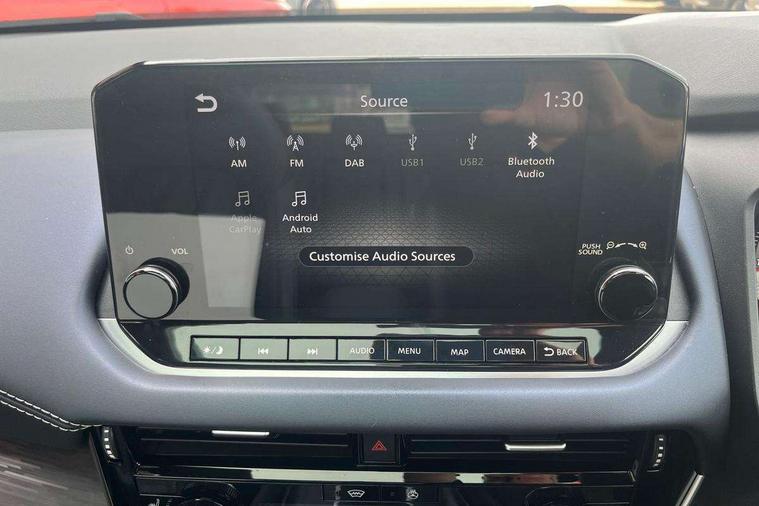 Source
1:30
AM
FM
DAB
USB1
USB2
Bluetooth
Audio
Apple
CarPlay
Android
Auto
Customise Audio Sources
VOL
PUSH
SOUND
AUDIO
MENU
MAP
CAMERA
BACK